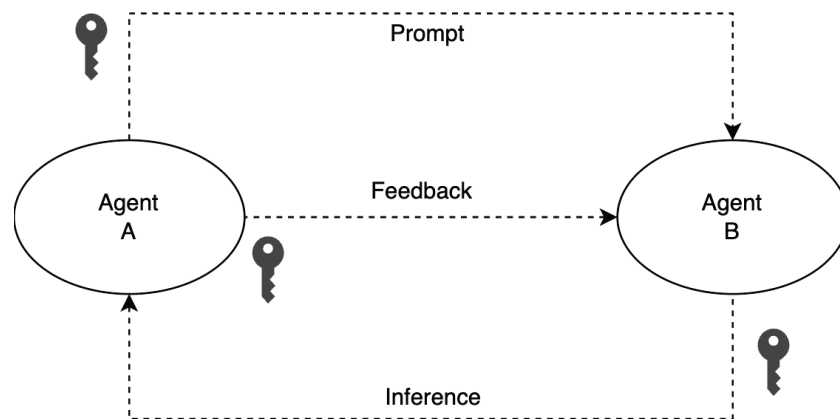 Prompt
Agent
A
Feedback
Agent
B
Inference